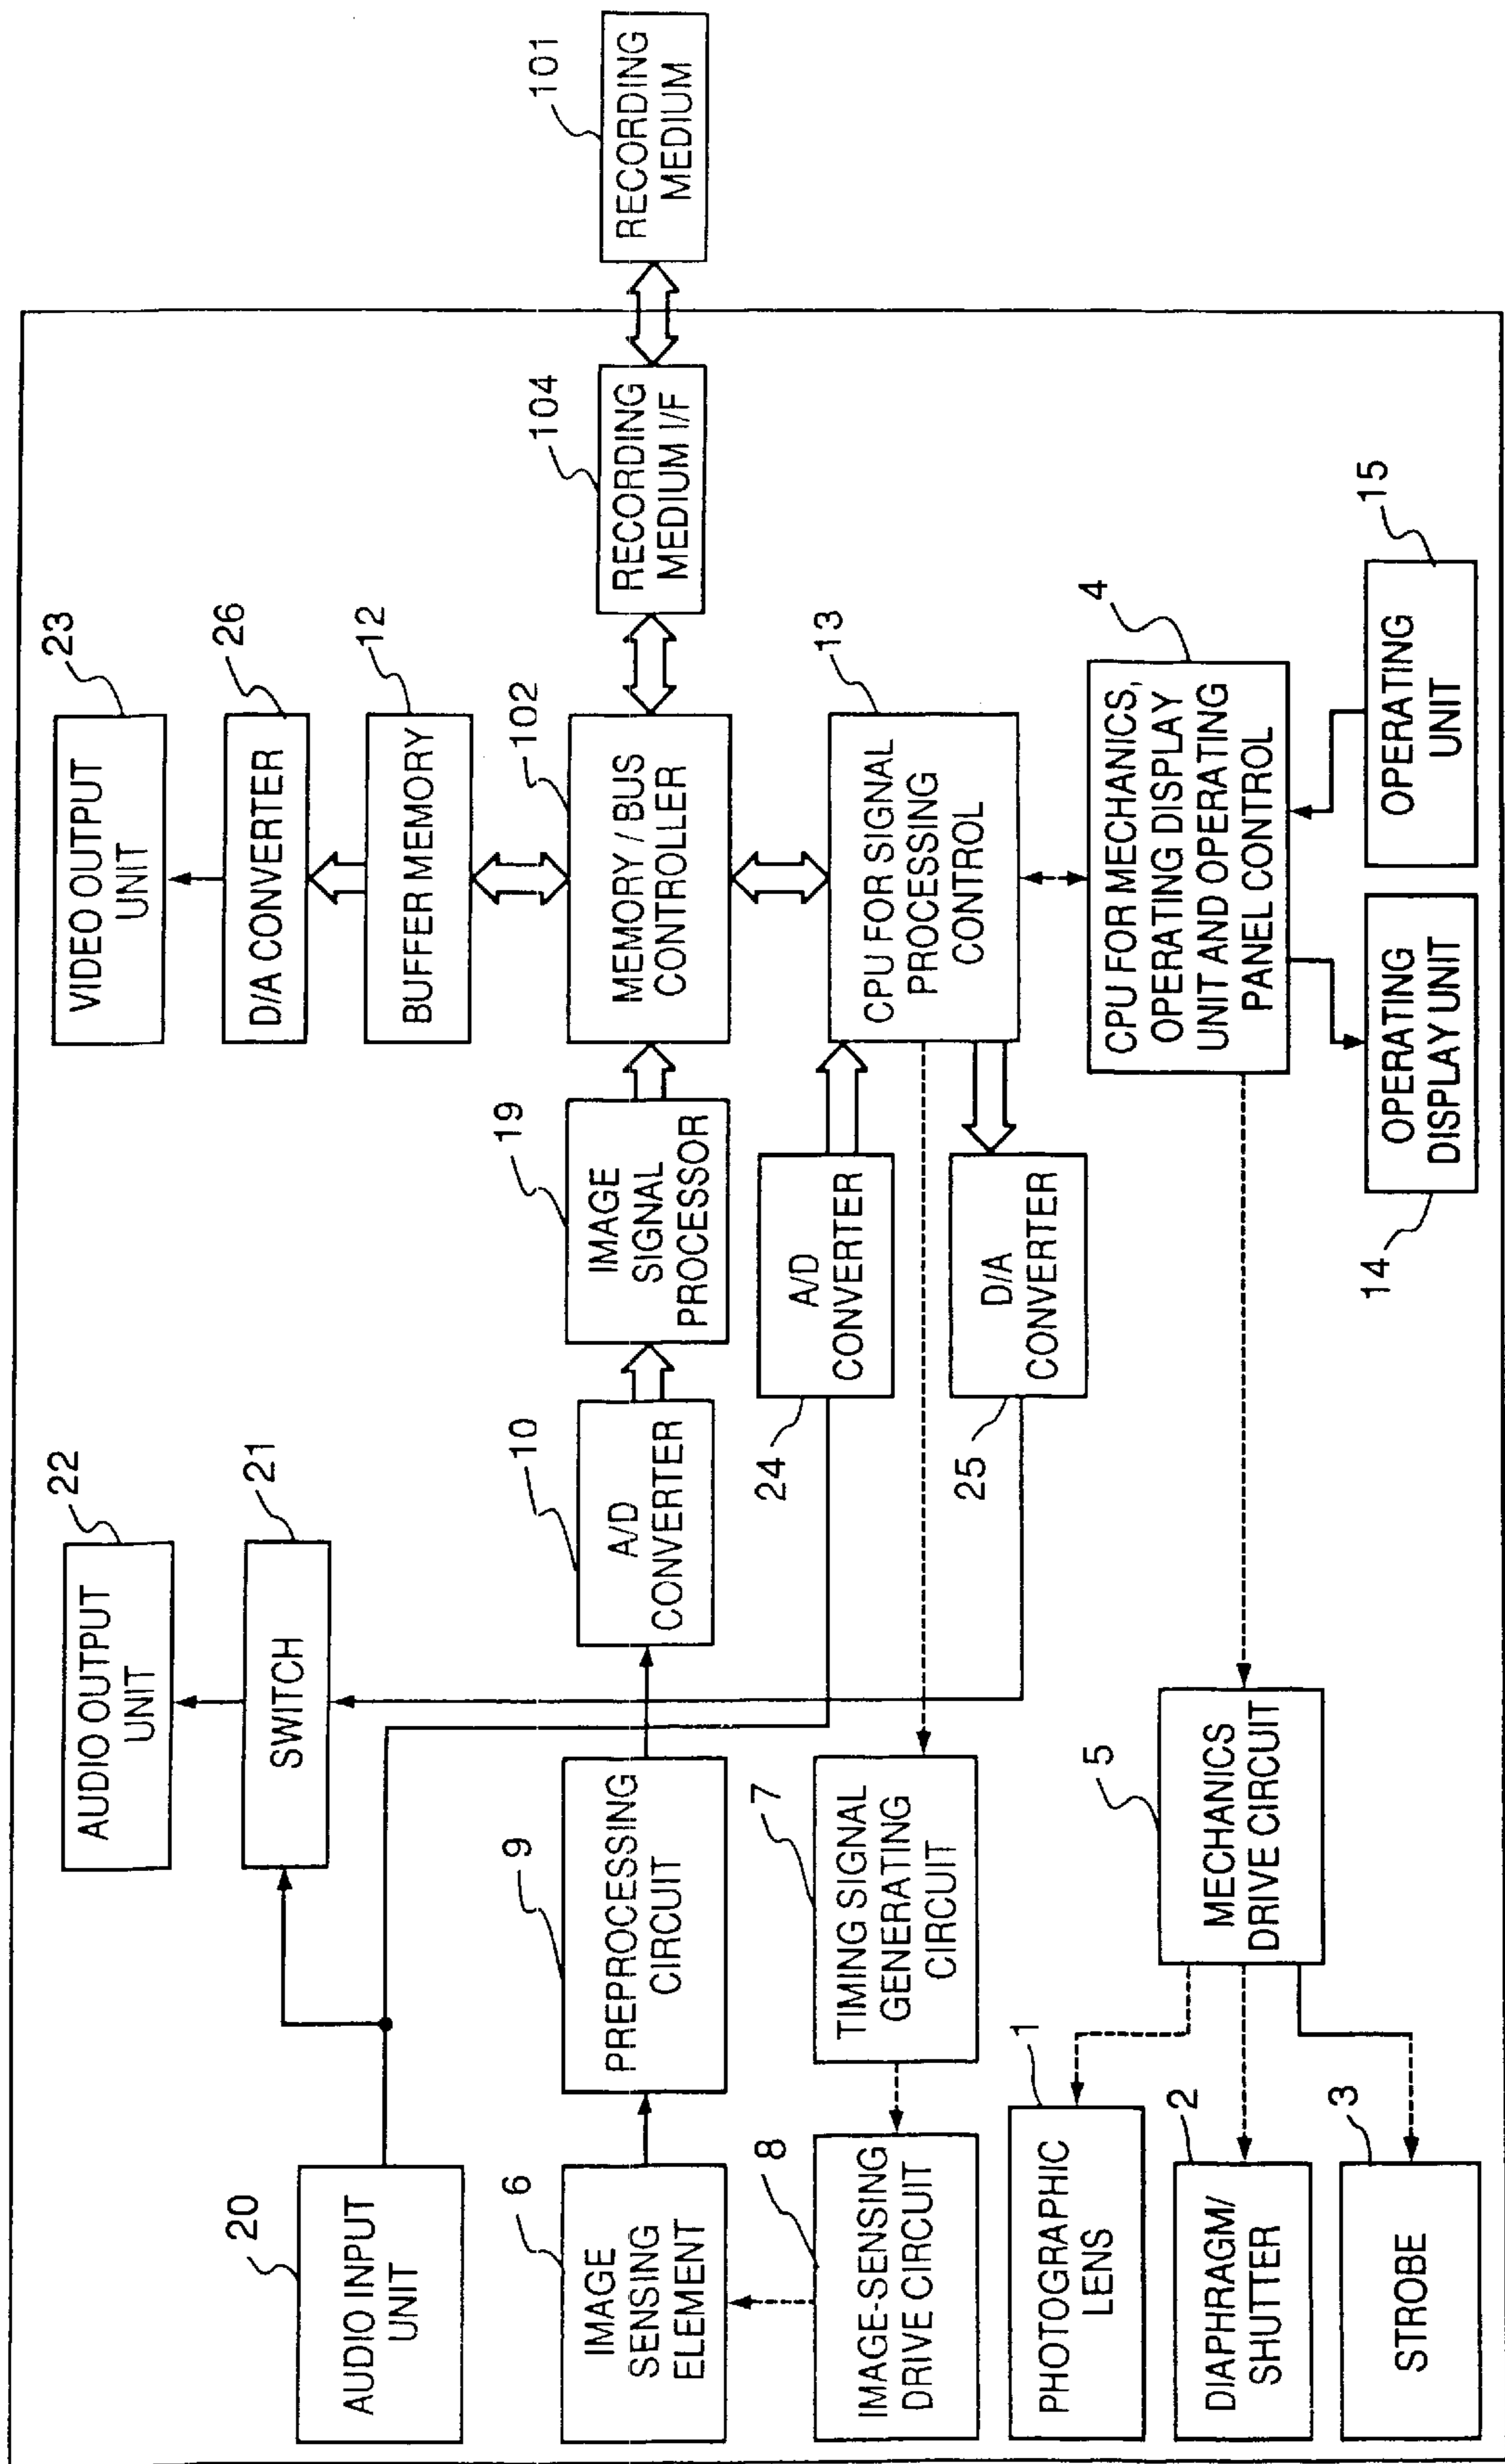 20
AUDIO INPUT
UNIT
22
AUDIO OUTPUT
UNIT
21
SWITCH
23
VIDEO OUTPUT
UNIT
26
D/A CONVERTER
12
BUFFER MEMORY
6
IMAGE
SENSING
ELEMENT
9
PREPROCESSING
CIRCUIT
10
A/D
CONVERTER
19
IMAGE
SIGNAL
PROCESSOR
102
MEMORY / BUS
CONTROLLER
104
RECORDING
MEDIUM I/F
101
RECORDING
MEDIUM
8
IMAGE-SENSING
DRIVE CIRCUIT
7
TIMING SIGNAL
GENERATING
CIRCUIT
24
A/D
CONVERTER
25
D/A
CONVERTER
13
CPU FOR SIGNAL
PROCESSING
CONTROL
1
PHOTOGRAPHIC
LENS
2
DIAPHRAGM/
SHUTTER
3
STROBE
5
MECHANICS
DRIVE CIRCUIT
4
CPU FOR MECHANICS,
OPERATING DISPLAY
UNIT AND OPERATING
PANEL CONTROL
14
OPERATING
DISPLAY UNIT
15
OPERATING
UNIT